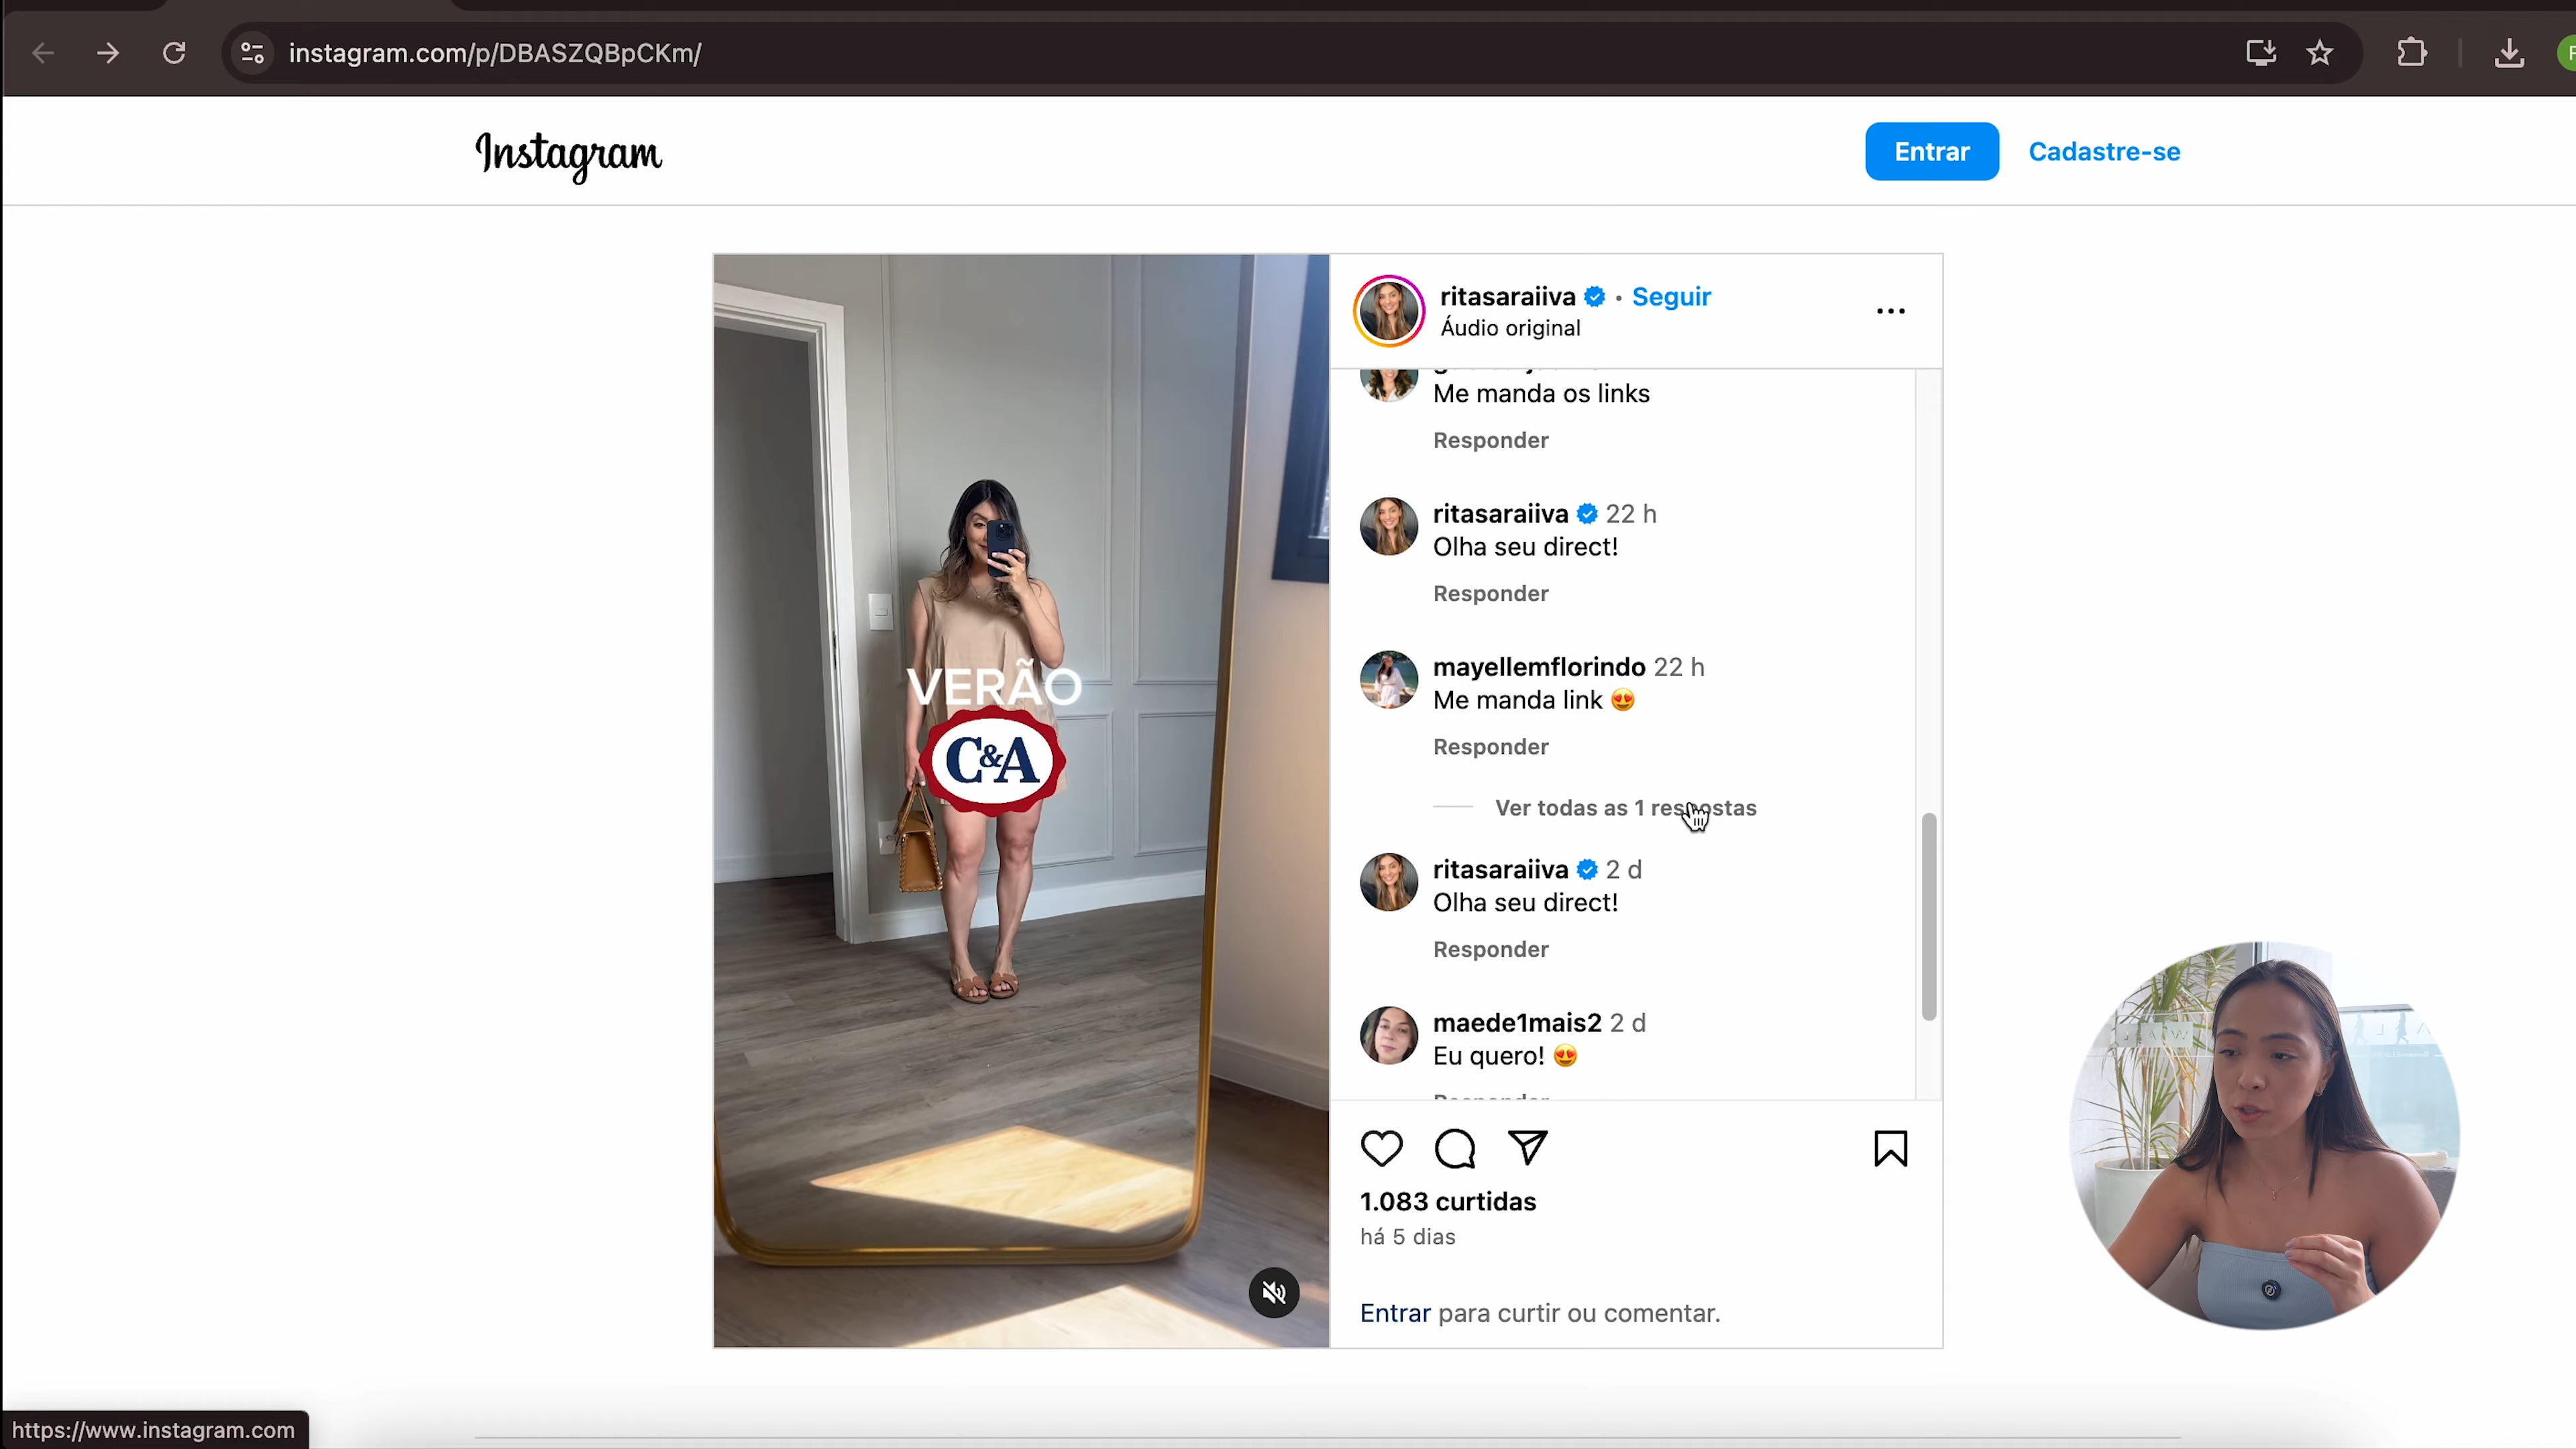 instagram.com/p/DBASZQBpCKm/
Instagram
Entrar
Cadastre-se
ritasaraiiva • Seguir
Áudio original
Me manda os links
Responder
ritasaraiiva 22 h
Olha seu direct!
Responder
mayellemflorindo 22 h
Me manda link 😍
Responder
Ver todas as 1 respostas
ritasaraiiva 2 d
Olha seu direct!
Responder
maede1mais2 2 d
Eu quero! 😍
Responder
1.083 curtidas
há 5 dias
Entrar para curtir ou comentar.
VERÃO
C&A
https://www.instagram.com